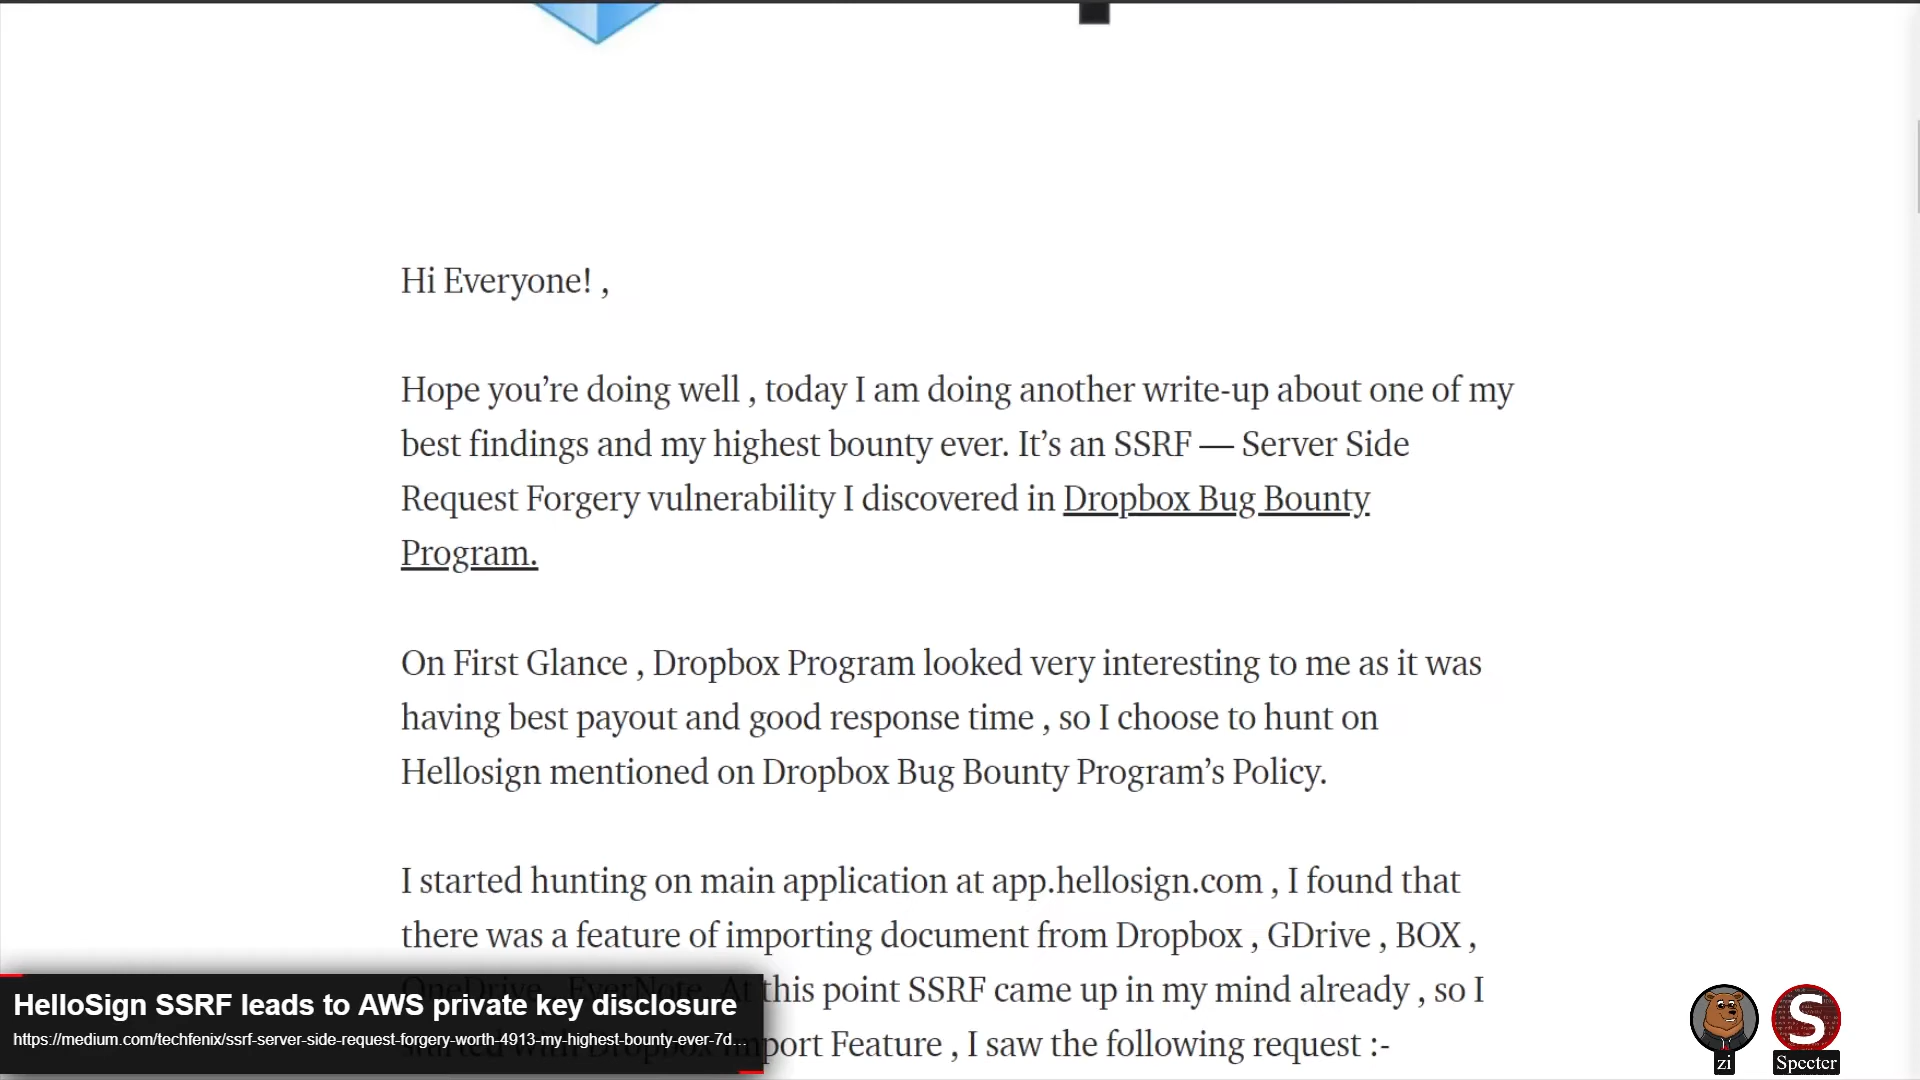 Hi Everyone! ,
Hope you’re doing well , today I am doing another write-up about one of my
best findings and my highest bounty ever. It’s an SSRF — Server Side
Request Forgery vulnerability I discovered in Dropbox Bug Bounty
Program.
On First Glance , Dropbox Program looked very interesting to me as it was
having best payout and good response time , so I choose to hunt on
Hellosign mentioned on Dropbox Bug Bounty Program’s Policy.
I started hunting on main application at app.hellosign.com , I found that
there was a feature of importing document from Dropbox , GDrive , BOX ,
OneDrive , EverNote. At this point SSRF came up in my mind already , so I
started with Dropbox Import Feature , I saw the following request :-
HelloSign SSRF leads to AWS private key disclosure
https://medium.com/techfenix/ssrf-server-side-request-forgery-worth-4913-my-highest-bounty-ever-7d...
zi
S
Specter